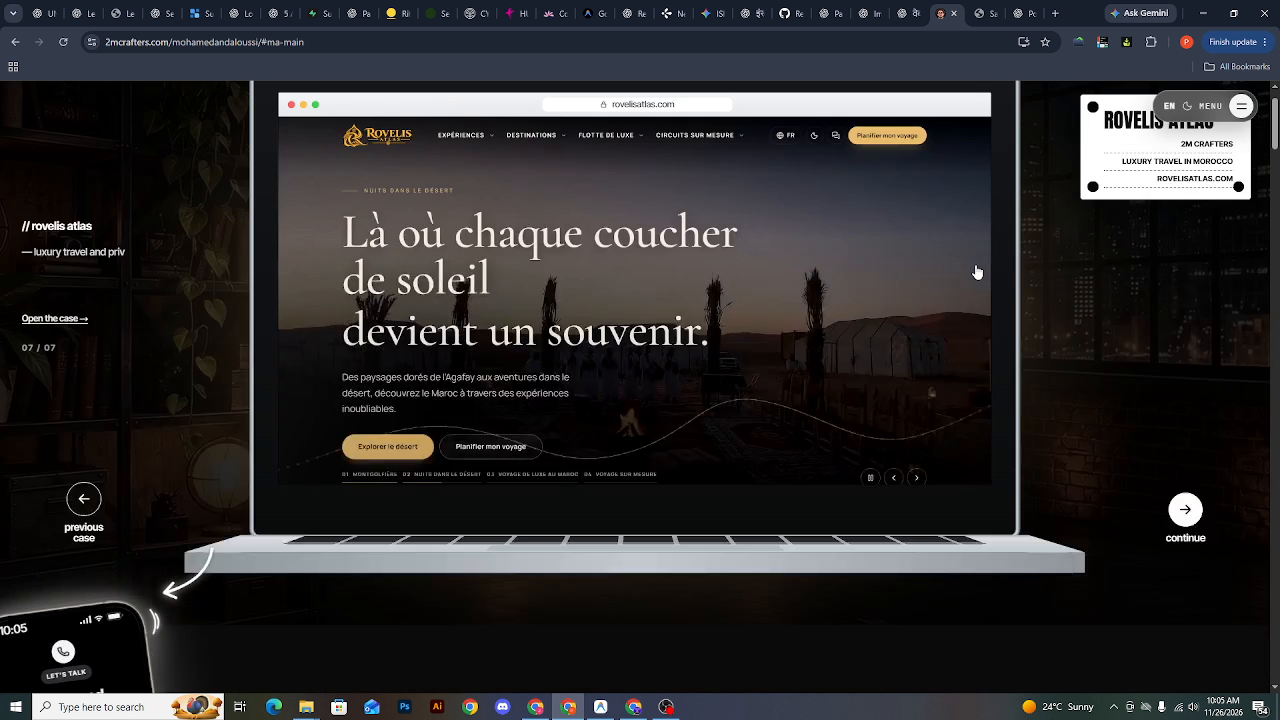 Ask Gemini
2mcrafters.com/mohamedandaloussi/#ma-main
Finish update
All Bookmarks
rovelisatlas.com
ROVELIS ATLAS
EXPÉRIENCES
DESTINATIONS
FLOTTE DE LUXE
CIRCUITS SUR MESURE
FR
Planifier mon voyage
EN
MENU
ROVELIS ATLAS
2M CRAFTERS
LUXURY TRAVEL IN MOROCCO
ROVELISATLAS.COM
NUITS DANS LE DÉSERT
Là où chaque coucher
de soleil
devient un souvenir.
Des paysages dorés de l'Agafay aux aventures dans le
désert, découvrez le Maroc à travers des expériences
inoubliables.
Explorer le désert
Planifier mon voyage
01 MONTGOLFIÈRE
02 NUITS DANS LE DÉSERT
03 VOYAGE DE LUXE AU MAROC
04 VOYAGE SUR MESURE
// rovelis atlas
— luxury travel and priv
Open the case →
07 / 07
previous
case
continue
10:05
LET'S TALK
Type here to search
24°C Sunny
10:05 AM
11/26/2026